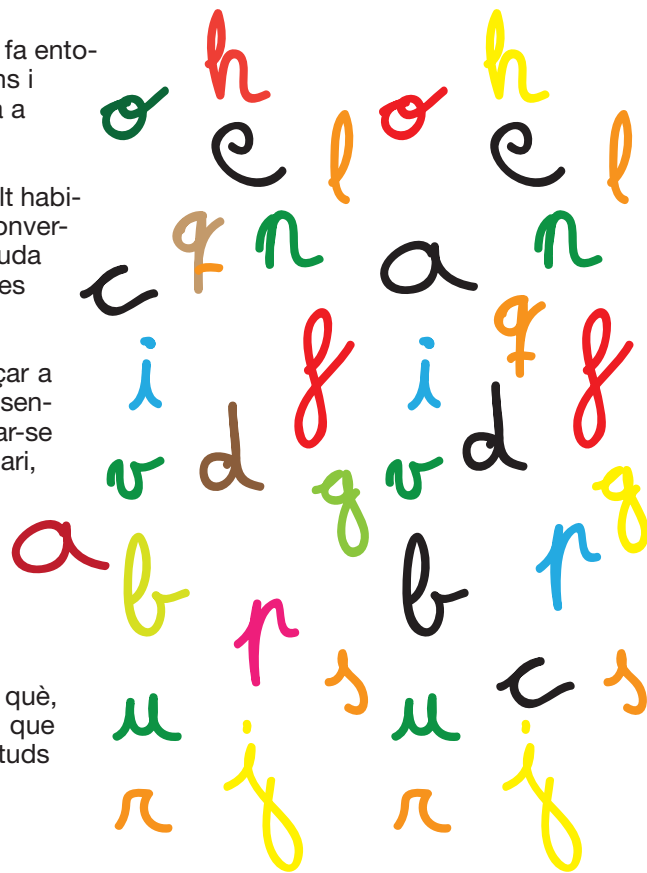 fa ento-
ns i
a a
lt habi-
onver-
uda
es
çar a
sen-
ar-se
ari,
què,
que
tuds
h h
o o
e l e l
q n n
c a
q
i f i f
v d v d
g g
a b b p
p
s c s
u u
j j
r r